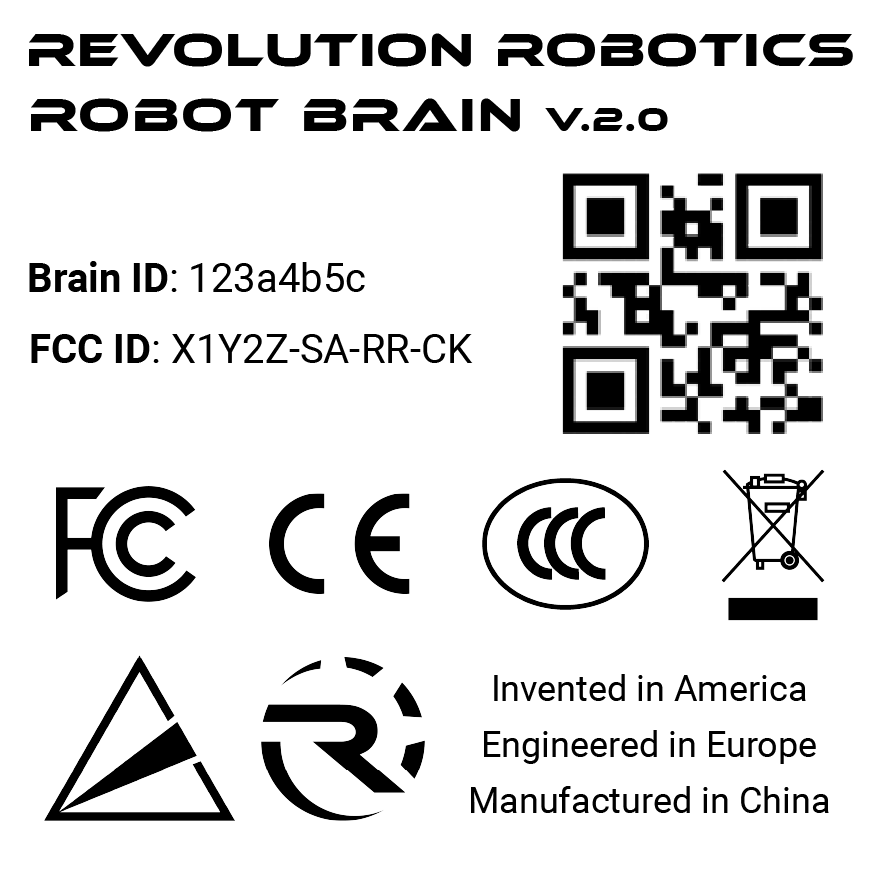 REVOLUTION ROBOTICS
ROBOT BRAIN V.2.0
Brain ID: 123a4b5c
FCC ID: X1Y2Z-SA-RR-CK
FC CE CCC
R
Invented in America
Engineered in Europe
Manufactured in China